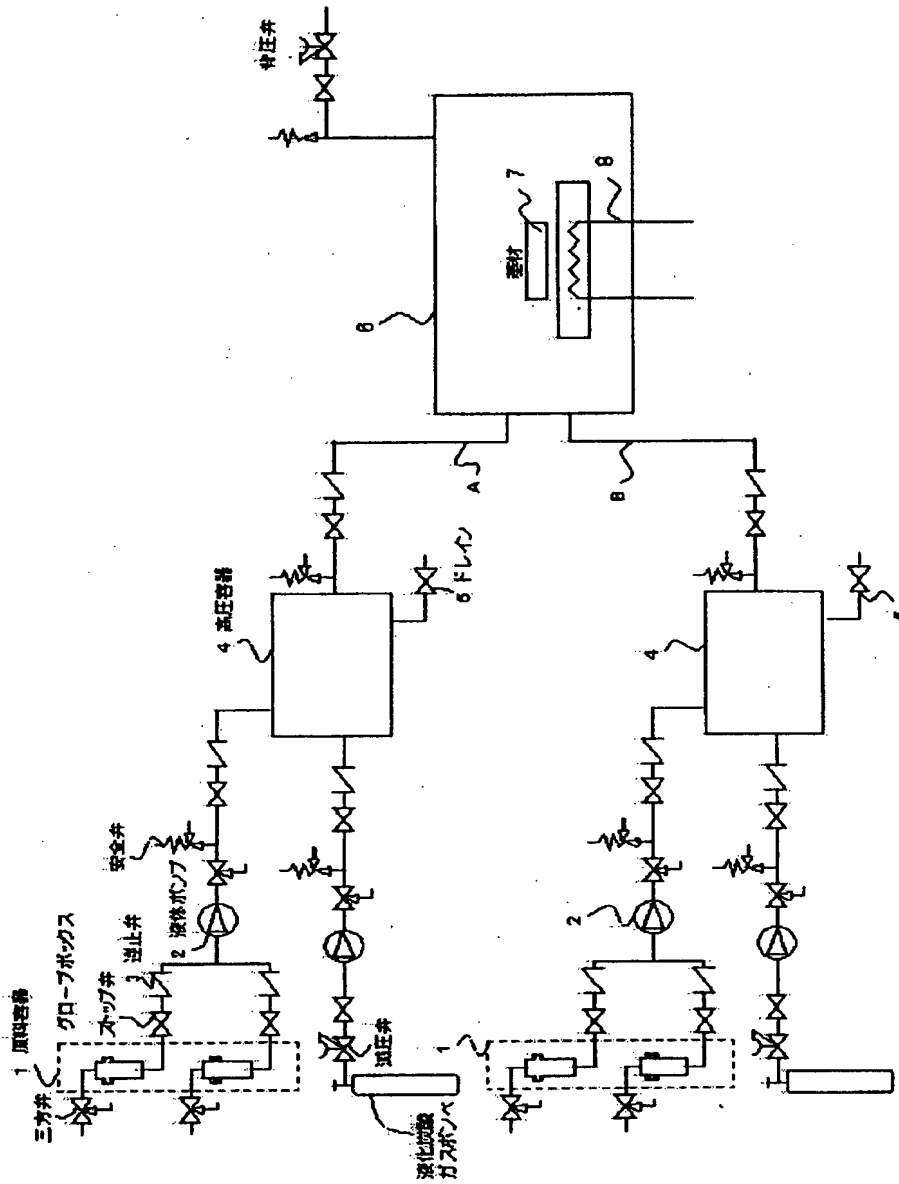 1 原料容器
グローブボックス
三方弁
ストップ弁
3 逆止弁
2 液体ポンプ
安全弁
4 高圧容器
5 ドレイン
A
6
基材
7
8
背圧弁
液化炭酸
ガスボンベ
減圧弁
1
2
4
5
B